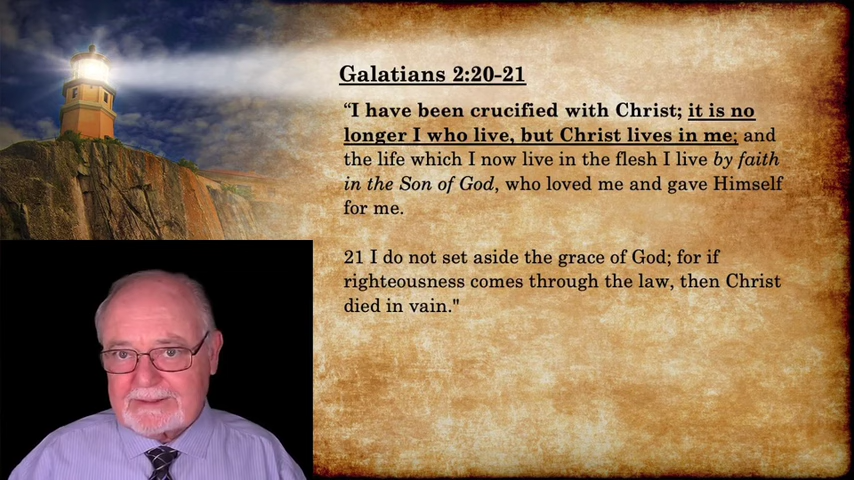 Galatians 2:20-21
“I have been crucified with Christ; it is no
longer I who live, but Christ lives in me; and
the life which I now live in the flesh I live by faith
in the Son of God, who loved me and gave Himself
for me.
21 I do not set aside the grace of God; for if
righteousness comes through the law, then Christ
died in vain."